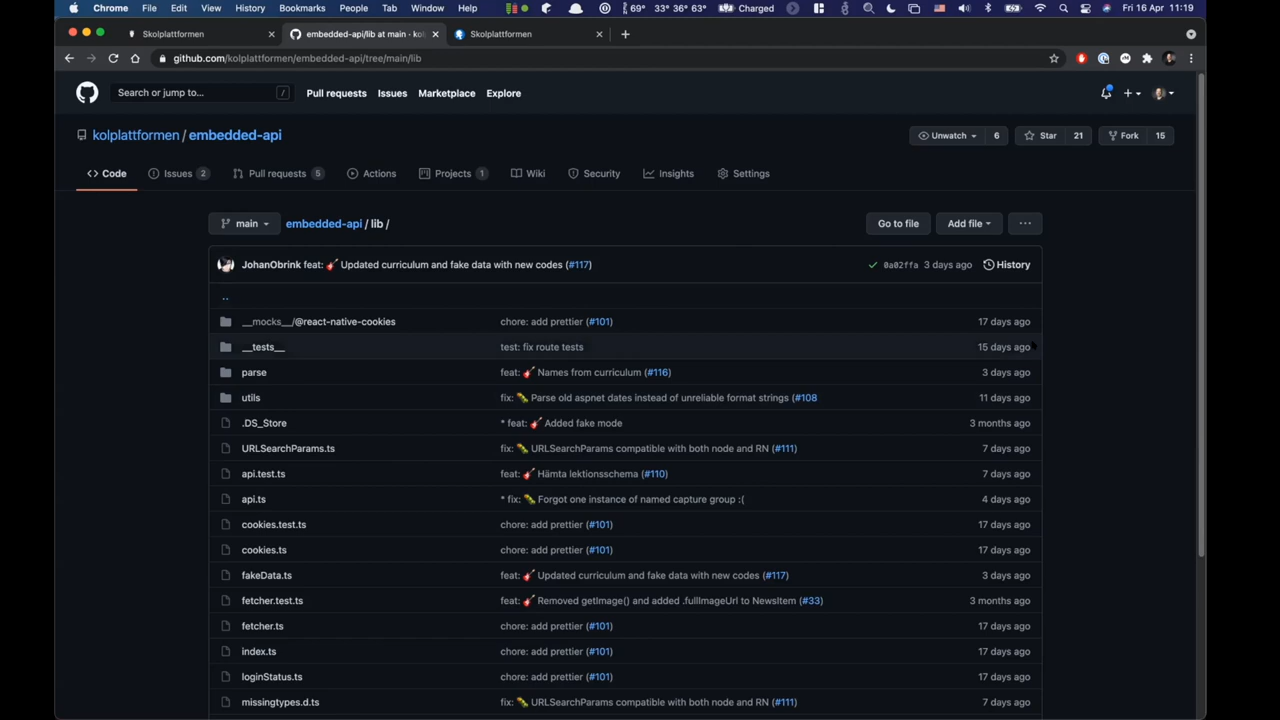 Chrome File Edit View History Bookmarks People Tab Window Help 69° 33° 36° 63° Charged Fri 16 Apr 11:19
Skolplattformen embedded-api/lib at main · kol Skolplattformen
github.com/kolplattformen/embedded-api/tree/main/lib
Search or jump to... / Pull requests Issues Marketplace Explore
kolplattformen / embedded-api Unwatch 6 Star 21 Fork 15
Code Issues 2 Pull requests 5 Actions Projects 1 Wiki Security Insights Settings
main embedded-api / lib / Go to file Add file ...
JohanObrink feat: Updated curriculum and fake data with new codes (#117) 0a02ffa 3 days ago History
..
__mocks__/@react-native-cookies chore: add prettier (#101) 17 days ago
__tests__ test: fix route tests 15 days ago
parse feat: Names from curriculum (#116) 3 days ago
utils fix: Parse old aspnet dates instead of unreliable format strings (#108 11 days ago
.DS_Store * feat: Added fake mode 3 months ago
URLSearchParams.ts fix: URLSearchParams compatible with both node and RN (#111) 7 days ago
api.test.ts feat: Hämta lektionsschema (#110) 7 days ago
api.ts * fix: Forgot one instance of named capture group :( 4 days ago
cookies.test.ts chore: add prettier (#101) 17 days ago
cookies.ts chore: add prettier (#101) 17 days ago
fakeData.ts feat: Updated curriculum and fake data with new codes (#117) 3 days ago
fetcher.test.ts feat: Removed getImage() and added .fullImageUrl to NewsItem (#33) 3 months ago
fetcher.ts chore: add prettier (#101) 17 days ago
index.ts chore: add prettier (#101) 17 days ago
loginStatus.ts chore: add prettier (#101) 17 days ago
missingtypes.d.ts fix: URLSearchParams compatible with both node and RN (#111) 7 days ago